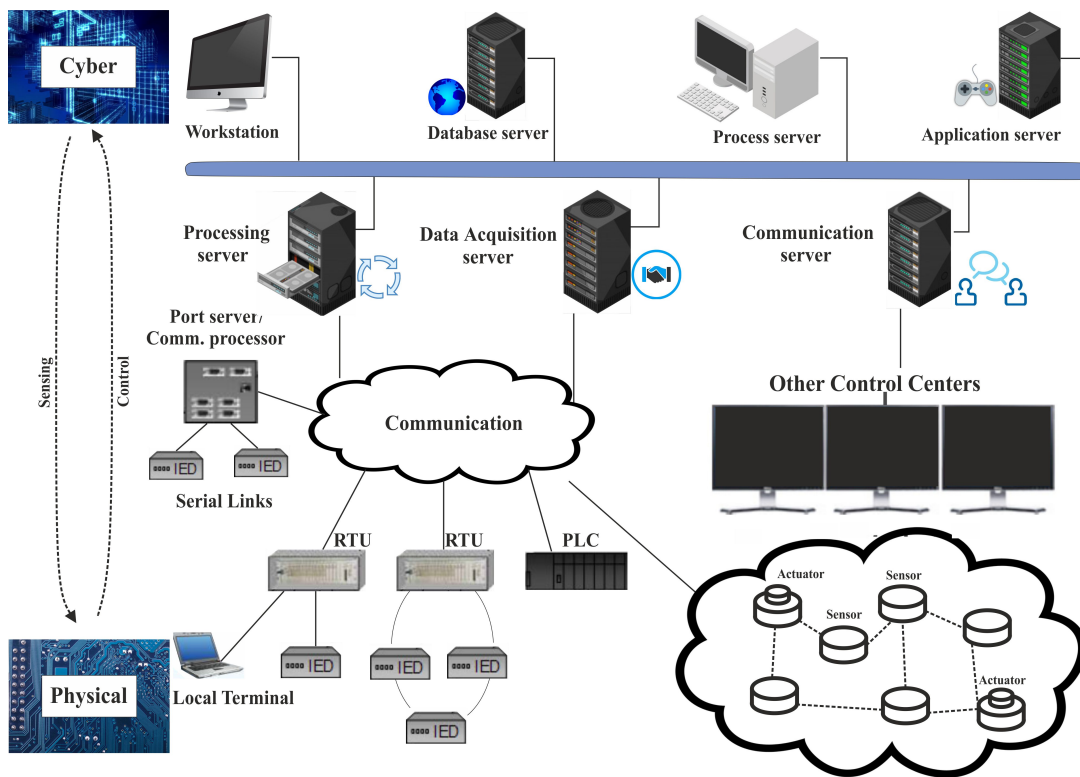 Cyber
Workstation
Database server
Process server
Application server
Processing
server
Data Acquisition
server
Communication
server
Port server/
Comm. processor
Sensing
Control
Communication
Other Control Centers
IED
IED
Serial Links
RTU
RTU
PLC
Actuator
Sensor
Sensor
IED
IED
IED
Actuator
Physical
Local Terminal
IED